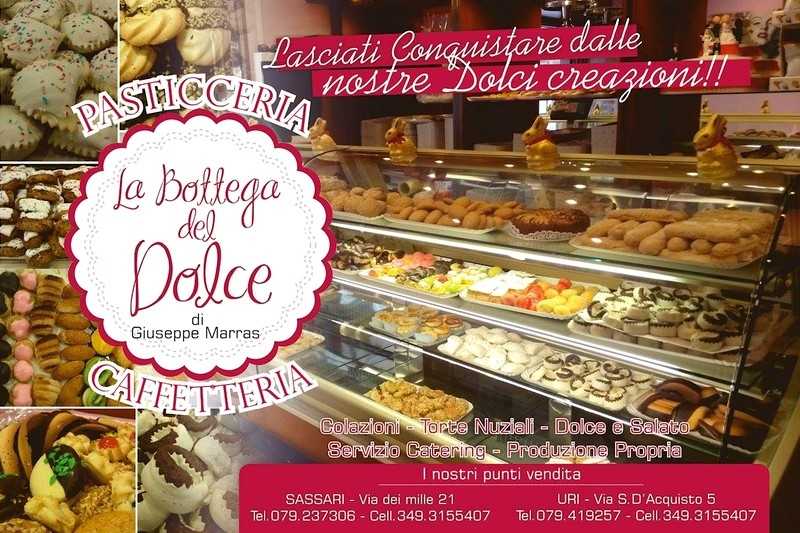 Lasciati Conquistare dalle
nostre Dolci creazioni!!
PASTICCERIA
La Bottega
del
Dolce
di
Giuseppe Marras
CAFFETTERIA
Colazioni - Torte Nuziali - Dolce e Salato
Servizio Catering - Produzione Propria
I nostri punti vendita
SASSARI - Via dei mille 21
Tel.079.237306 - Cell.349.3155407
URI - Via S.D'Acquisto 5
Tel.079.419257 - Cell.349.3155407